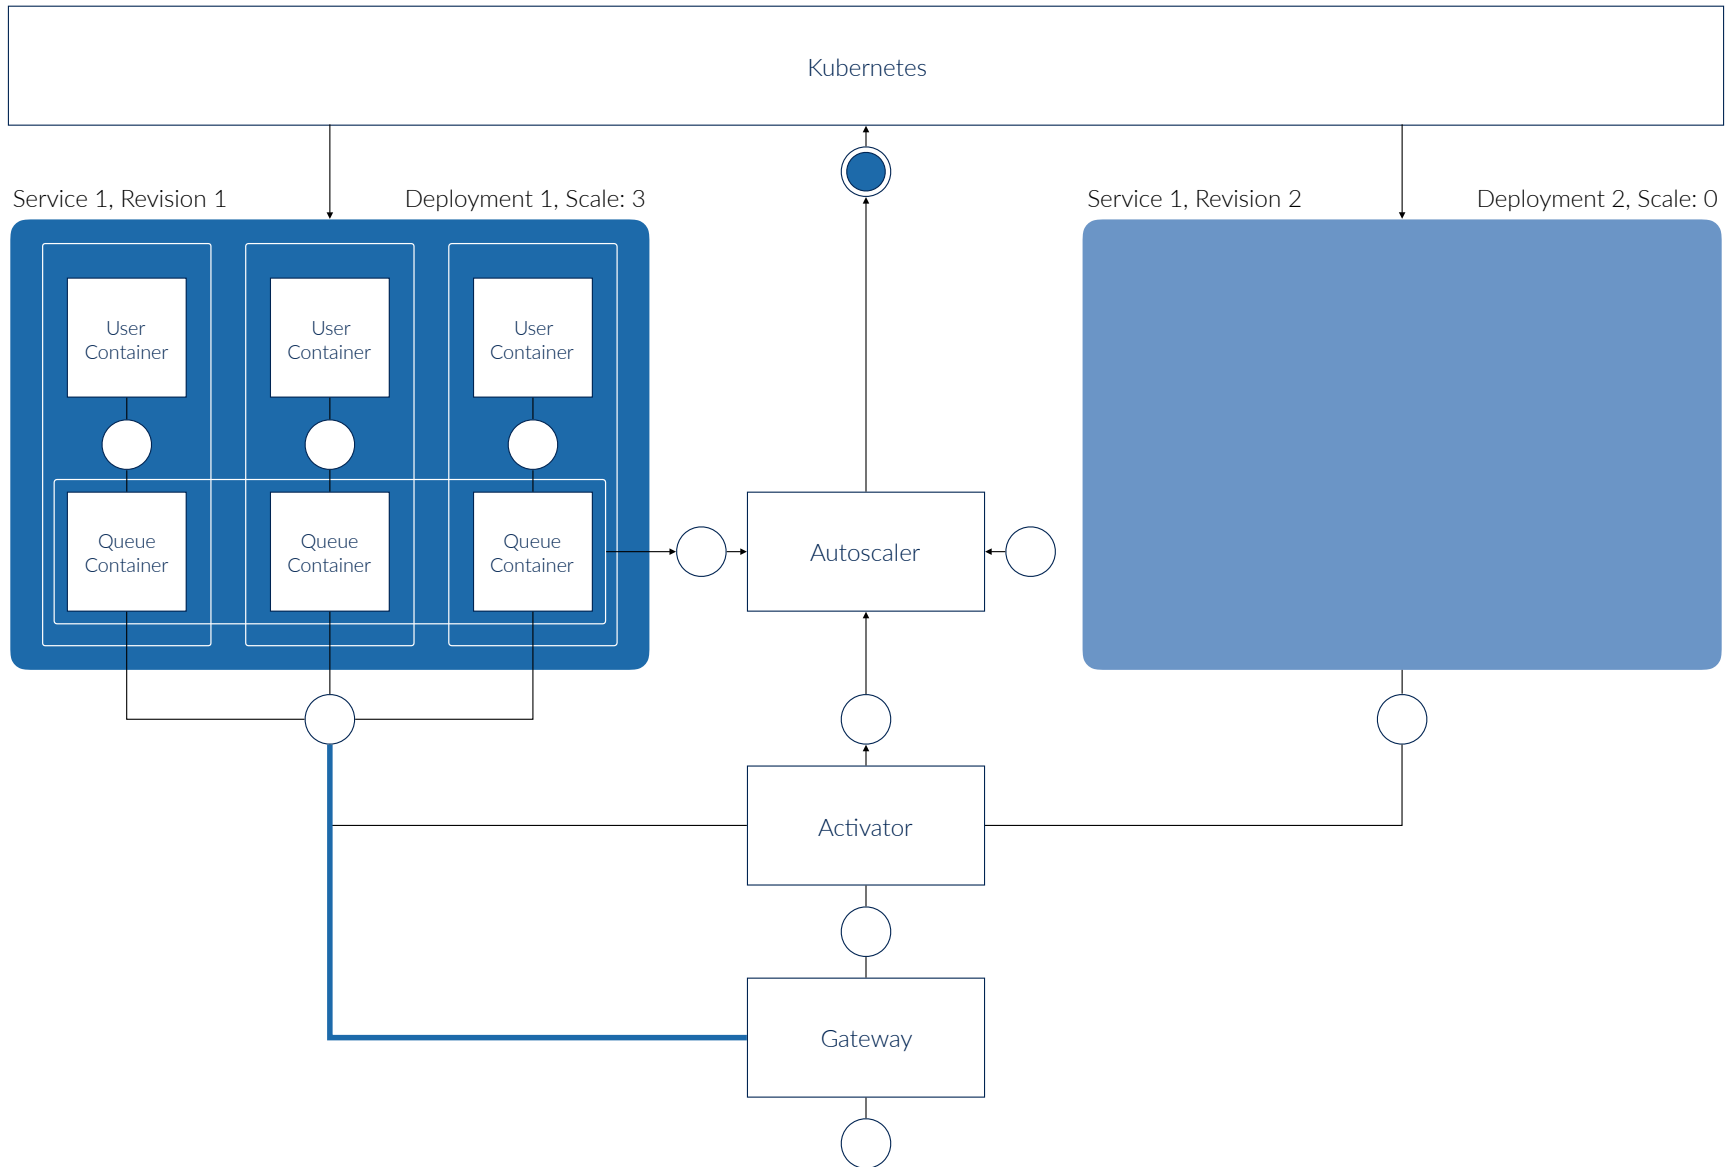 Kubernetes
Service 1, Revision 1
Deployment 1, Scale: 3
Service 1, Revision 2
Deployment 2, Scale: 0
User
Container
User
Container
User
Container
Queue
Container
Queue
Container
Queue
Container
Autoscaler
Activator
Gateway